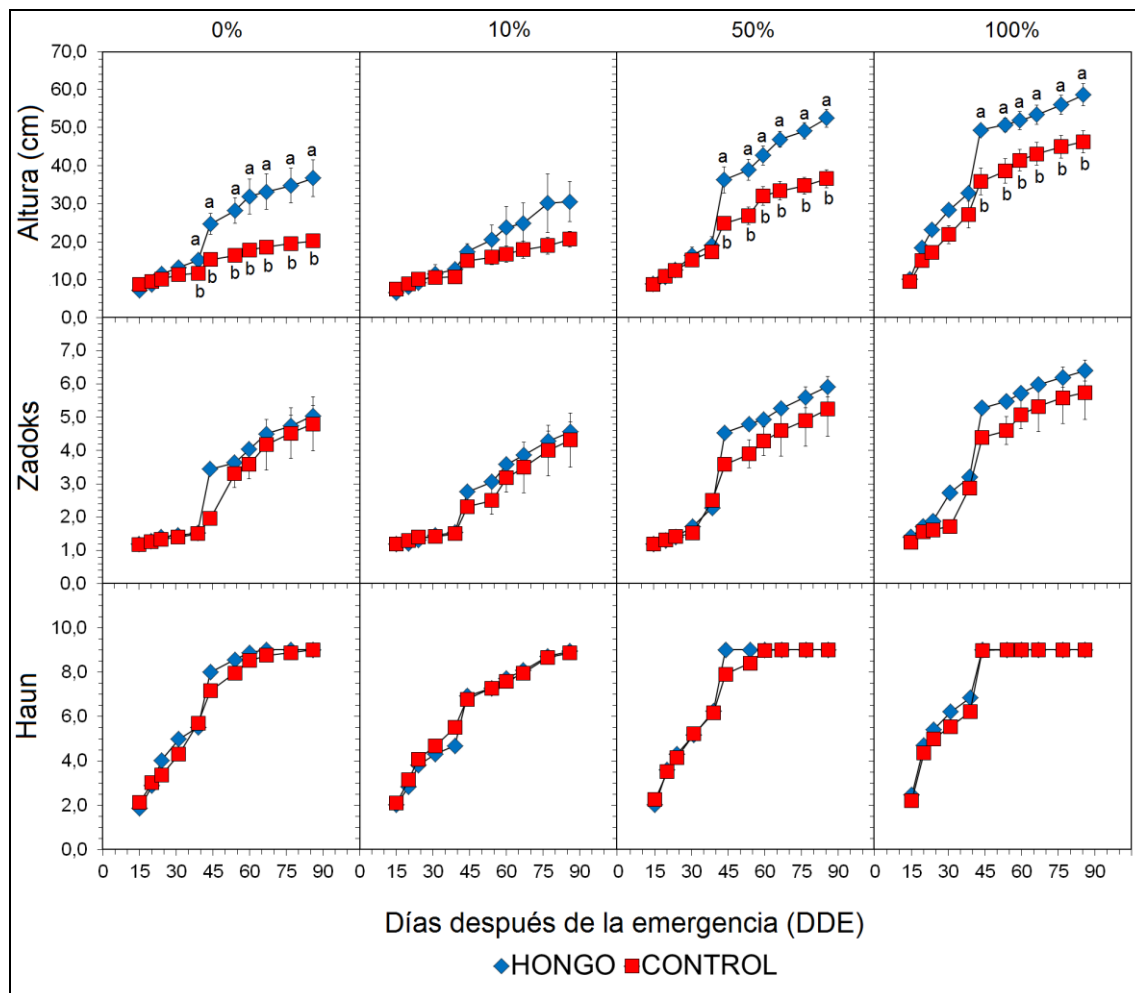 0% 10% 50% 100%
Altura (cm)
70,0
60,0
50,0
40,0
30,0
20,0
10,0
0,0
a a a a a a
b b b b b b
a a a a a
b b b b b
a a a a a a
b b b b b b
Zadoks
7,0
6,0
5,0
4,0
3,0
2,0
1,0
0,0
Haun
10,0
8,0
6,0
4,0
2,0
0,0
0 15 30 45 60 75 90 0 15 30 45 60 75 90 0 15 30 45 60 75 90 0 15 30 45 60 75 90
Días después de la emergencia (DDE)
HONGO CONTROL